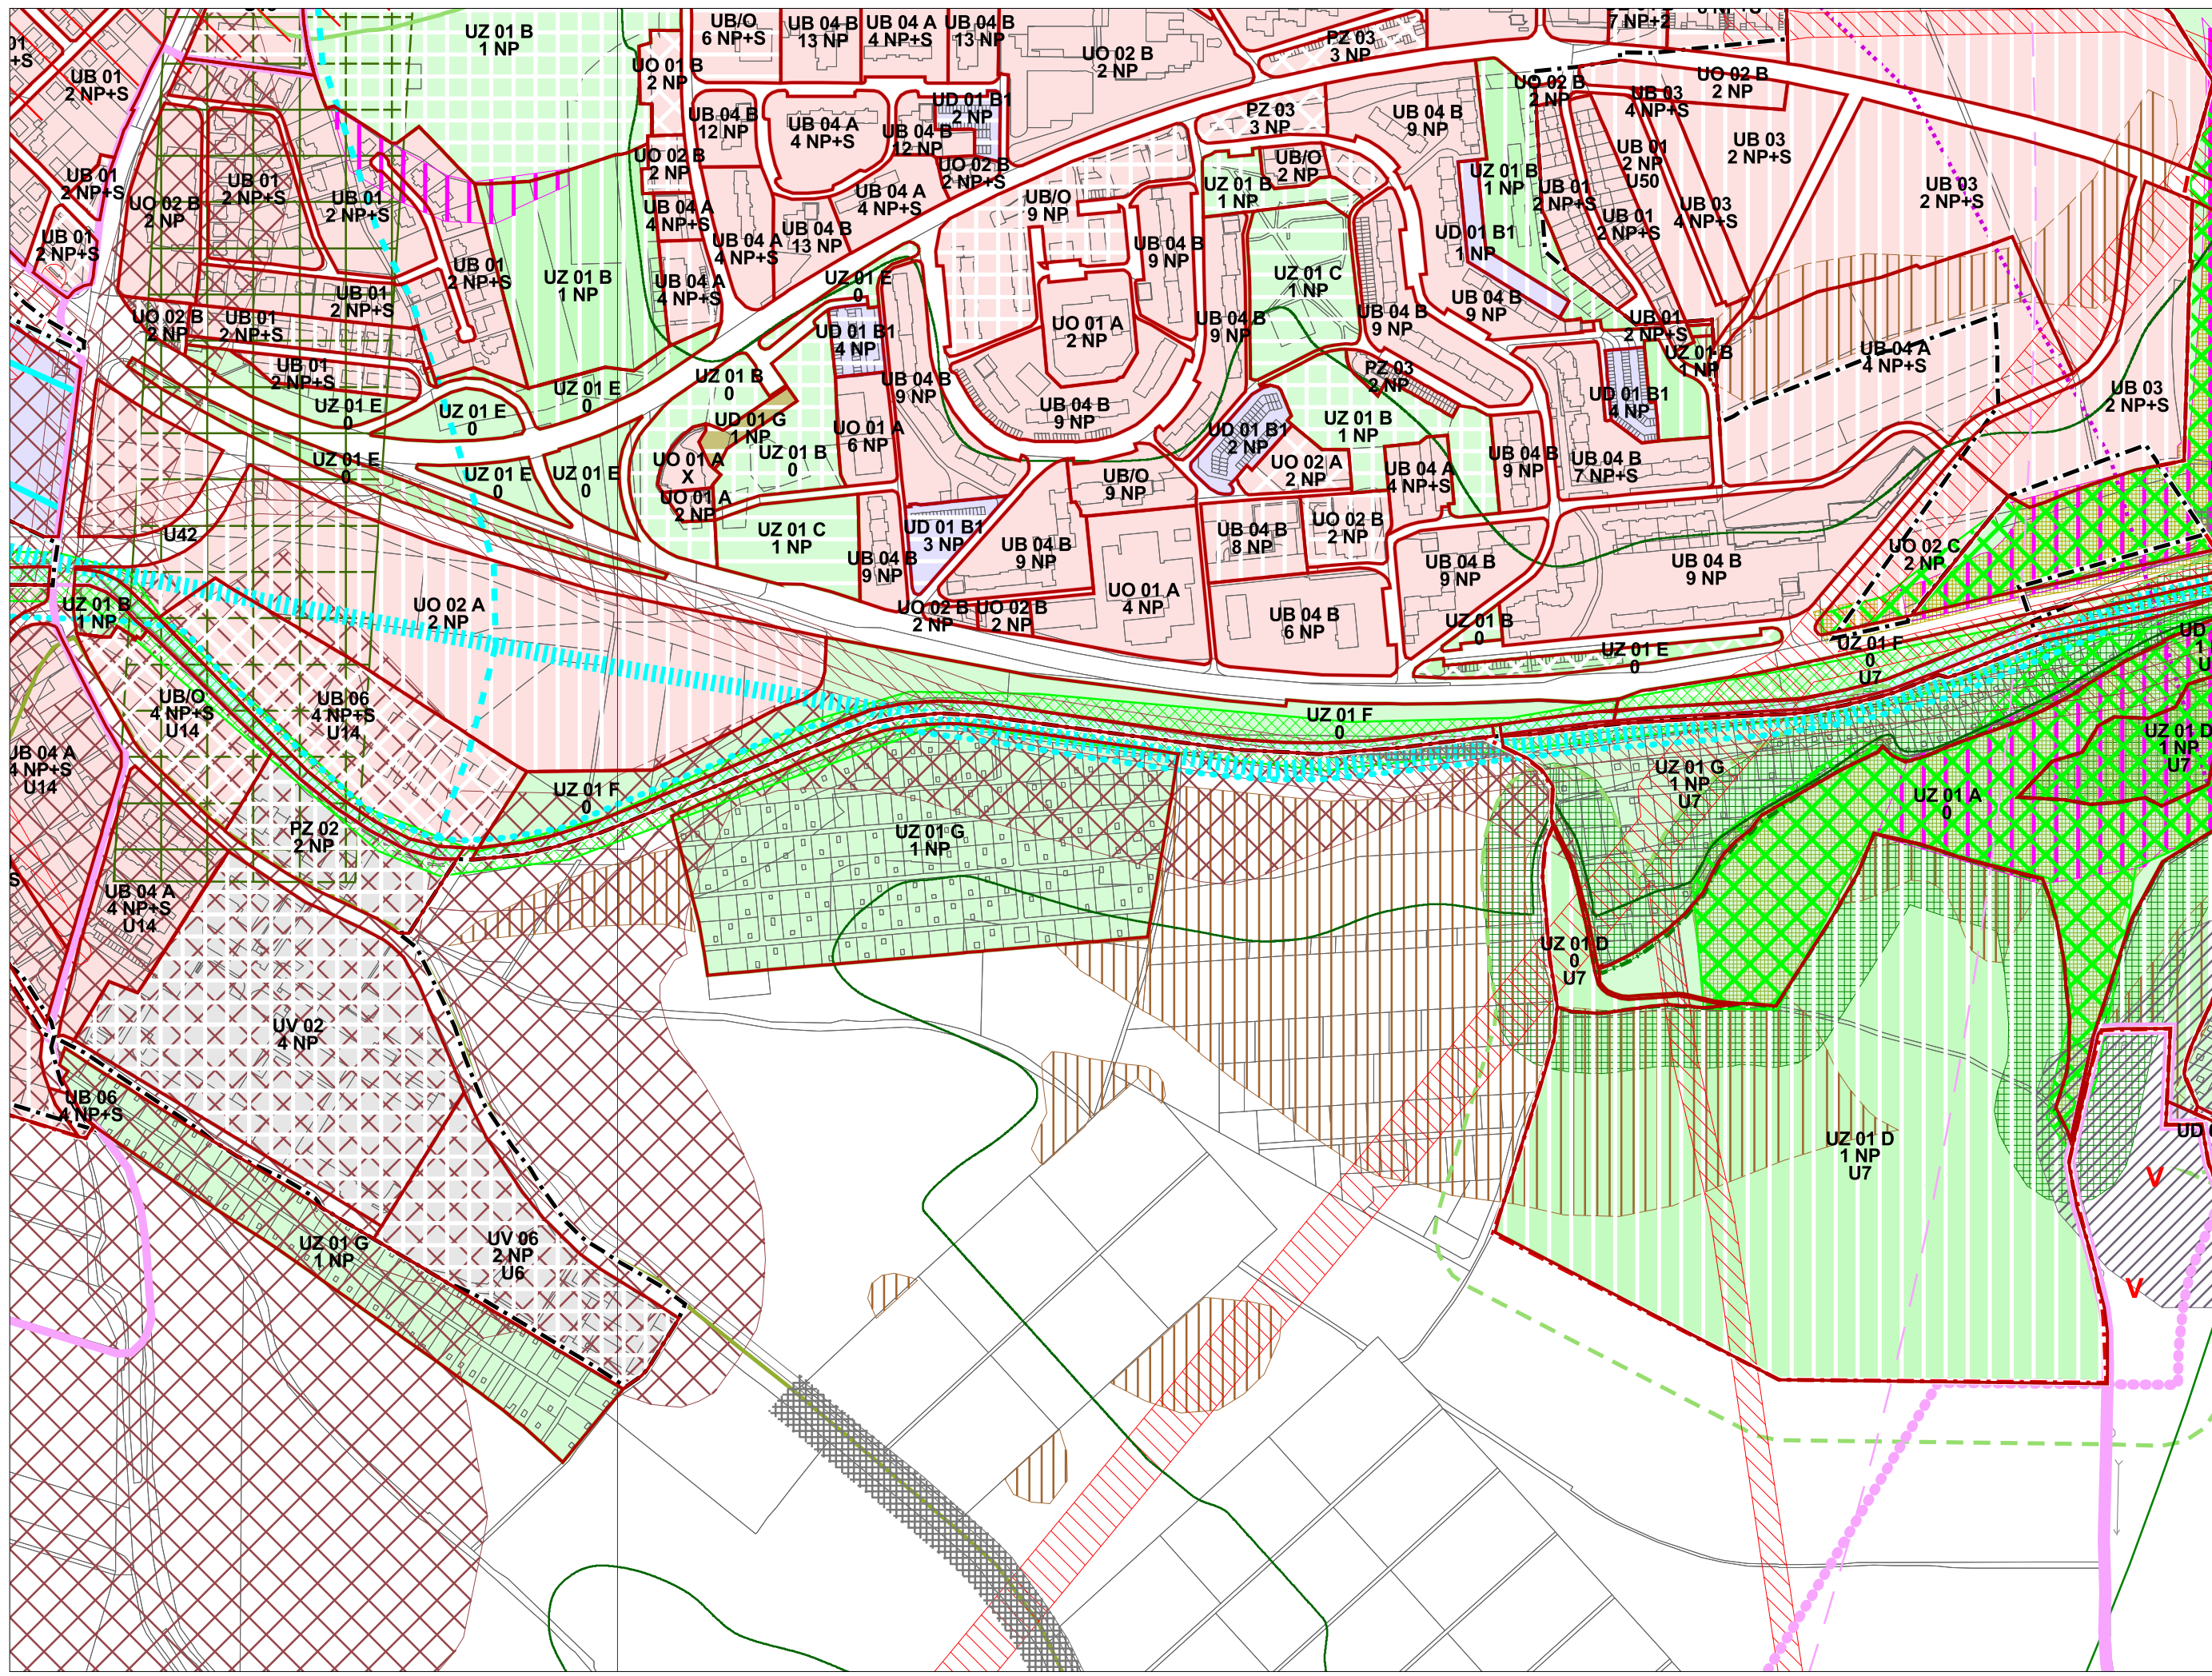 UZ 01 B
1 NP
UB/O
6 NP+S
UB 04 B
13 NP
UB 04 A
4 NP+S
UB 04 B
13 NP
UO 02 B
2 NP
PZ 03
3 NP
7 NP+2
UB 01
2 NP+S
UO 01 B
2 NP
UB 04 B
12 NP
UB 04 A
4 NP+S
UD 01 B1
2 NP
UB 04 B
12 NP
UO 02 B
2 NP+S
PZ 03
3 NP
UB 04 B
9 NP
UO 02 B
2 NP
UB 03
4 NP+S
UO 02 B
2 NP
UB 01
2 NP
U50
UB 03
2 NP+S
UB 03
2 NP+S
UB 01
2 NP+S
UO 02 B
2 NP
UB 01
2 NP+S
UB 01
2 NP+S
UO 02 B
2 NP
UB 04 A
4 NP+S
UB 04 A
4 NP+S
UB 04 B
13 NP
UB 04 A
4 NP+S
UB/O
9 NP
UZ 01 B
1 NP
UB/O
2 NP
UZ 01 B
1 NP
UB 01
2 NP+S
UB 01
2 NP+S
UB 03
4 NP+S
UB 01
2 NP+S
UB 01
2 NP+S
UZ 01 B
1 NP
UB 04 A
4 NP+S
UZ 01 E
0
UB 04 B
9 NP
UZ 01 C
1 NP
UD 01 B1
1 NP
UB 04 B
9 NP
UB 01
2 NP+S
UO 02 B
2 NP
UB 01
2 NP+S
UB 01
2 NP+S
UD 01 B1
4 NP
UO 01 A
2 NP
UB 04 B
9 NP
UB 04 B
9 NP
UB 01
2 NP+S
UZ 01 B
1 NP
UB 04 A
4 NP+S
UB 03
2 NP+S
UZ 01 E
0
UZ 01 E
0
UZ 01 E
0
UZ 01 B
0
UB 04 B
9 NP
UB 04 B
9 NP
PZ 03
2 NP
UD 01 B1
4 NP
UZ 01 E
0
UZ 01 E
0
UZ 01 E
0
UD 01 G
1 NP
UZ 01 B
0
UO 01 A
6 NP
UO 01 A
X
UO 01 A
2 NP
UD 01 B1
2 NP
UZ 01 B
1 NP
UO 02 A
2 NP
UB 04 A
4 NP+S
UB 04 B
9 NP
UB 04 B
7 NP+S
UB/O
9 NP
U42
UZ 01 C
1 NP
UD 01 B1
3 NP
UB 04 B
9 NP
UB 04 B
9 NP
UB 04 B
8 NP
UO 02 B
2 NP
UB 04 B
9 NP
UB 04 B
9 NP
UO 02 C
2 NP
UZ 01 B
1 NP
UO 02 A
2 NP
UO 02 B
2 NP
UO 02 B
2 NP
UO 01 A
4 NP
UB 04 B
6 NP
UZ 01 B
0
UZ 01 E
0
UZ 01 F
0
U7
UB/O
4 NP+S
U14
UB 06
4 NP+S
U14
UZ 01 F
0
UZ 01 D
1 NP
U7
UB 04 A
4 NP+S
U14
UZ 01 F
0
UZ 01 G
1 NP
U7
UZ 01 A
0
PZ 02
2 NP
UZ 01 G
1 NP
UB 04 A
4 NP+S
U14
UZ 01 D
0
U7
UV 02
4 NP
UB 06
4 NP+S
UZ 01 D
1 NP
U7
V
UZ 01 G
1 NP
UV 06
2 NP
U6
V